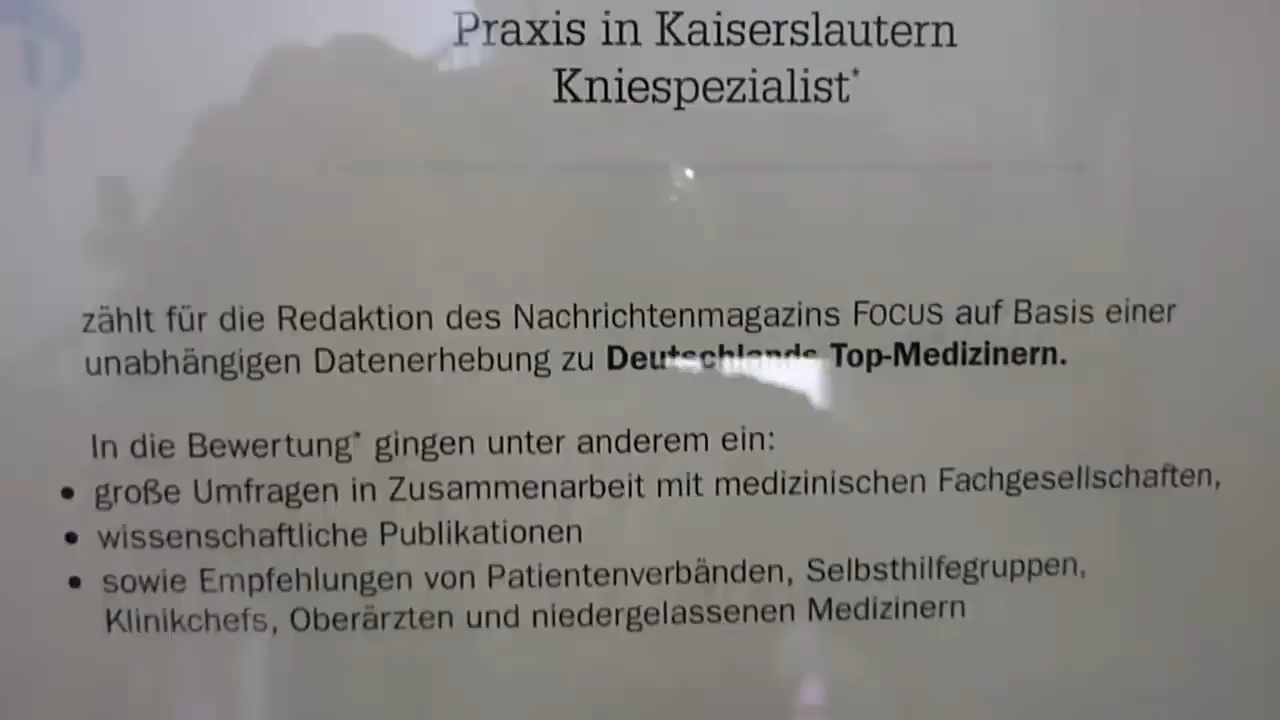 Praxis in Kaiserslautern
Kniespezialist*
zählt für die Redaktion des Nachrichtenmagazins FOCUS auf Basis einer
unabhängigen Datenerhebung zu Deutschlands Top-Medizinern.
In die Bewertung* gingen unter anderem ein:
• große Umfragen in Zusammenarbeit mit medizinischen Fachgesellschaften,
• wissenschaftliche Publikationen
• sowie Empfehlungen von Patientenverbänden, Selbsthilfegruppen,
Klinikchefs, Oberärzten und niedergelassenen Medizinern